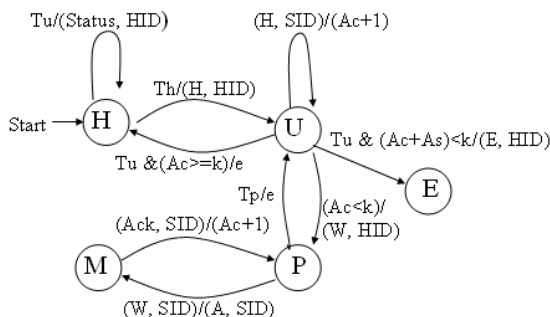 Tu/(Status, HID)
(H, SID)/(Ac+1)
Th/(H, HID)
Start
H
U
Tu & (Ac+As)<k/(E, HID)
Tu &(Ac>=k)/e
E
Tp/e
(Ac<k)/
(W, HID)
(Ack, SID)/(Ac+1)
M
P
(W, SID)/(A, SID)